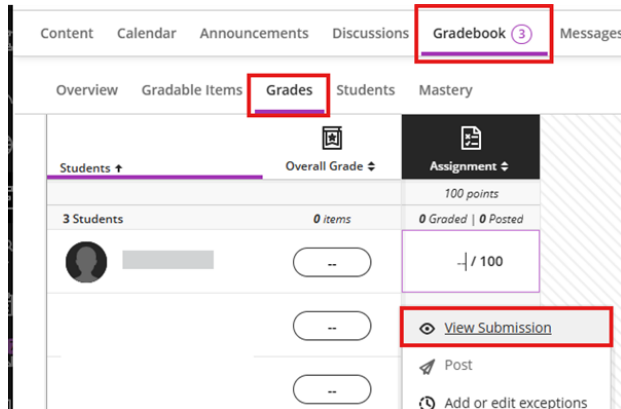 Content Calendar Announcements Discussions Gradebook 3 Messages
Overview Gradable Items Grades Students Mastery
Students Overall Grade Assignment
100 points
3 Students 0 items 0 Graded | 0 Posted
-- --/ 100
--
View Submission
Post
--
Add or edit exceptions